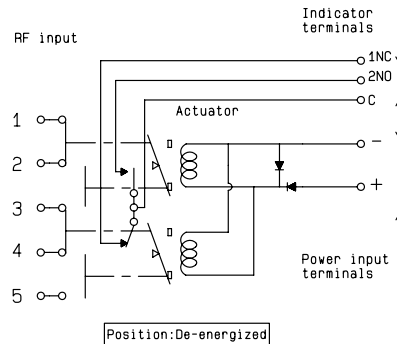 Indicator
terminals
RF input
1NC
2NO
C
Actuator
1
2
3
4
5
-
+
Power input
terminals
Position:De-energized